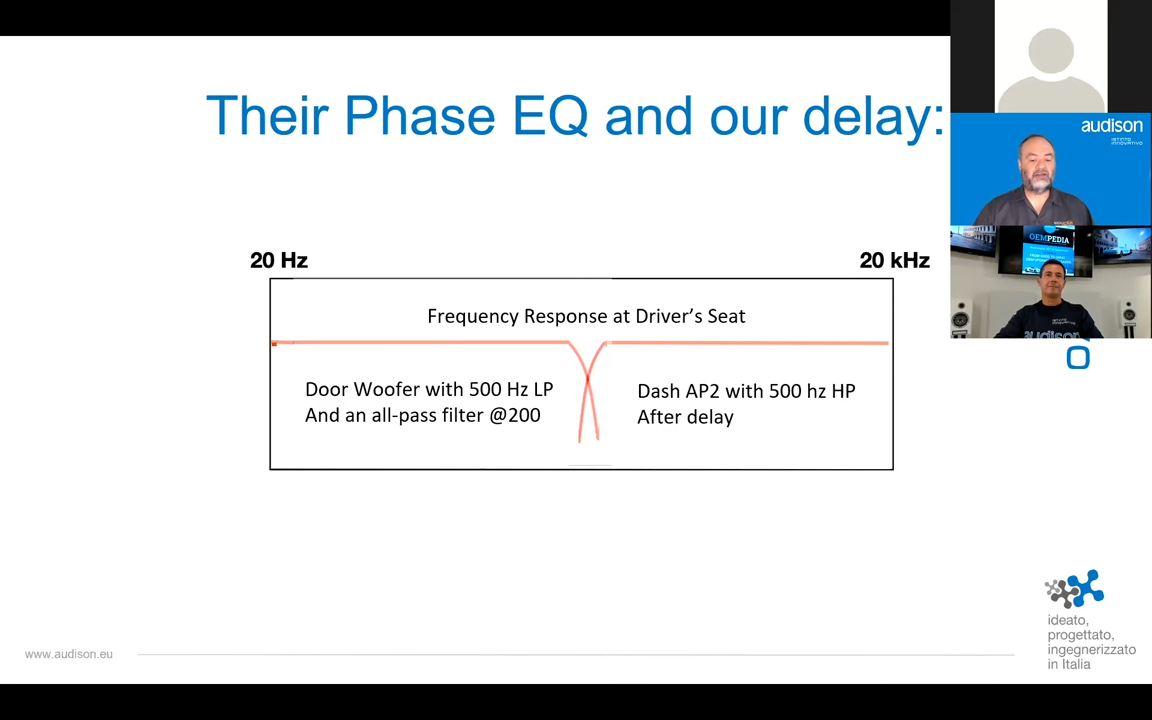 Their Phase EQ and our delay:
20 Hz
20 kHz
Frequency Response at Driver's Seat
Door Woofer with 500 Hz LP
And an all-pass filter @200
Dash AP2 with 500 hz HP
After delay
audison
OEMPEDIA
audison
www.audison.eu
ideato,
progettato,
ingegnerizzato
in Italia